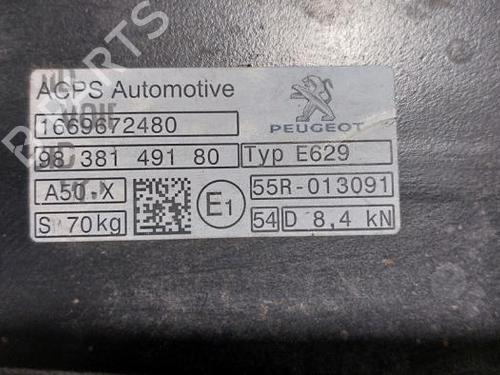 ACPS Automotive
1669672480
PEUGEOT
98 381 491 80 Typ E629
A50-X E1 55R-013091
S 70kg 54 D 8,4 kN
PARTS